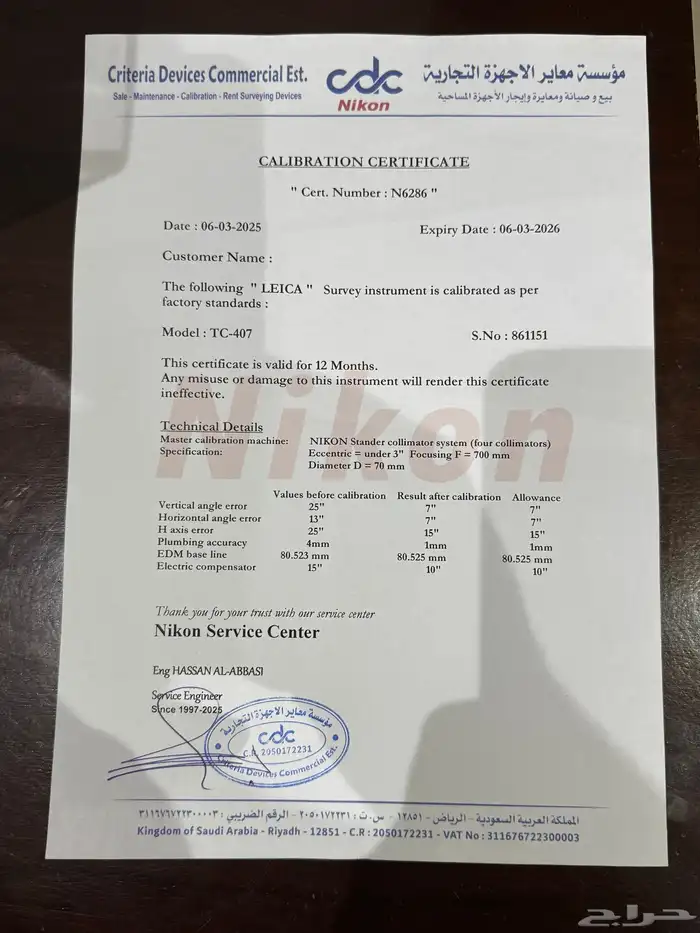 Criteria Devices Commercial Est.
Sale - Maintenance - Calibration - Rent Surveying Devices
cdc
Nikon
مؤسسة معاير الاجهزة التجارية
بيع و صيانة ومعايرة وإيجار الأجهزة المساحية
CALIBRATION CERTIFICATE
" Cert. Number : N6286 "
Date : 06-03-2025 Expiry Date : 06-03-2026
Customer Name :
The following " LEICA " Survey instrument is calibrated as per
factory standards :
Model : TC-407 S.No : 861151
This certificate is valid for 12 Months.
Any misuse or damage to this instrument will render this certificate
ineffective.
Nikon
Technical Details
Master calibration machine: NIKON Stander collimator system (four collimators)
Specification: Eccentric = under 3" Focusing F = 700 mm
Diameter D = 70 mm
Values before calibration Result after calibration Allowance
Vertical angle error 25" 7" 7"
Horizontal angle error 13" 7" 7"
H axis error 25" 15" 15"
Plumbing accuracy 4mm 1mm 1mm
EDM base line 80.523 mm 80.525 mm 80.525 mm
Electric compensator 15" 10" 10"
Thank you for your trust with our service center
Nikon Service Center
Eng HASSAN AL-ABBASI
Service Engineer
Since 1997-2025
مؤسسة معاير الاجهزة التجارية
cdc
C.R. 2050172231
Criteria Devices Commercial Est.
المملكة العربية السعودية - الرياض - ١٢٨٥١ - س.ت : ٢٠٥٠١٧٢٢٣١ - الرقم الضريبي : ٣١١٦٧٦٧٢٢٣٠٠٠٠٣
Kingdom of Saudi Arabia - Riyadh - 12851 - C.R : 2050172231 - VAT No : 311676722300003
حراج